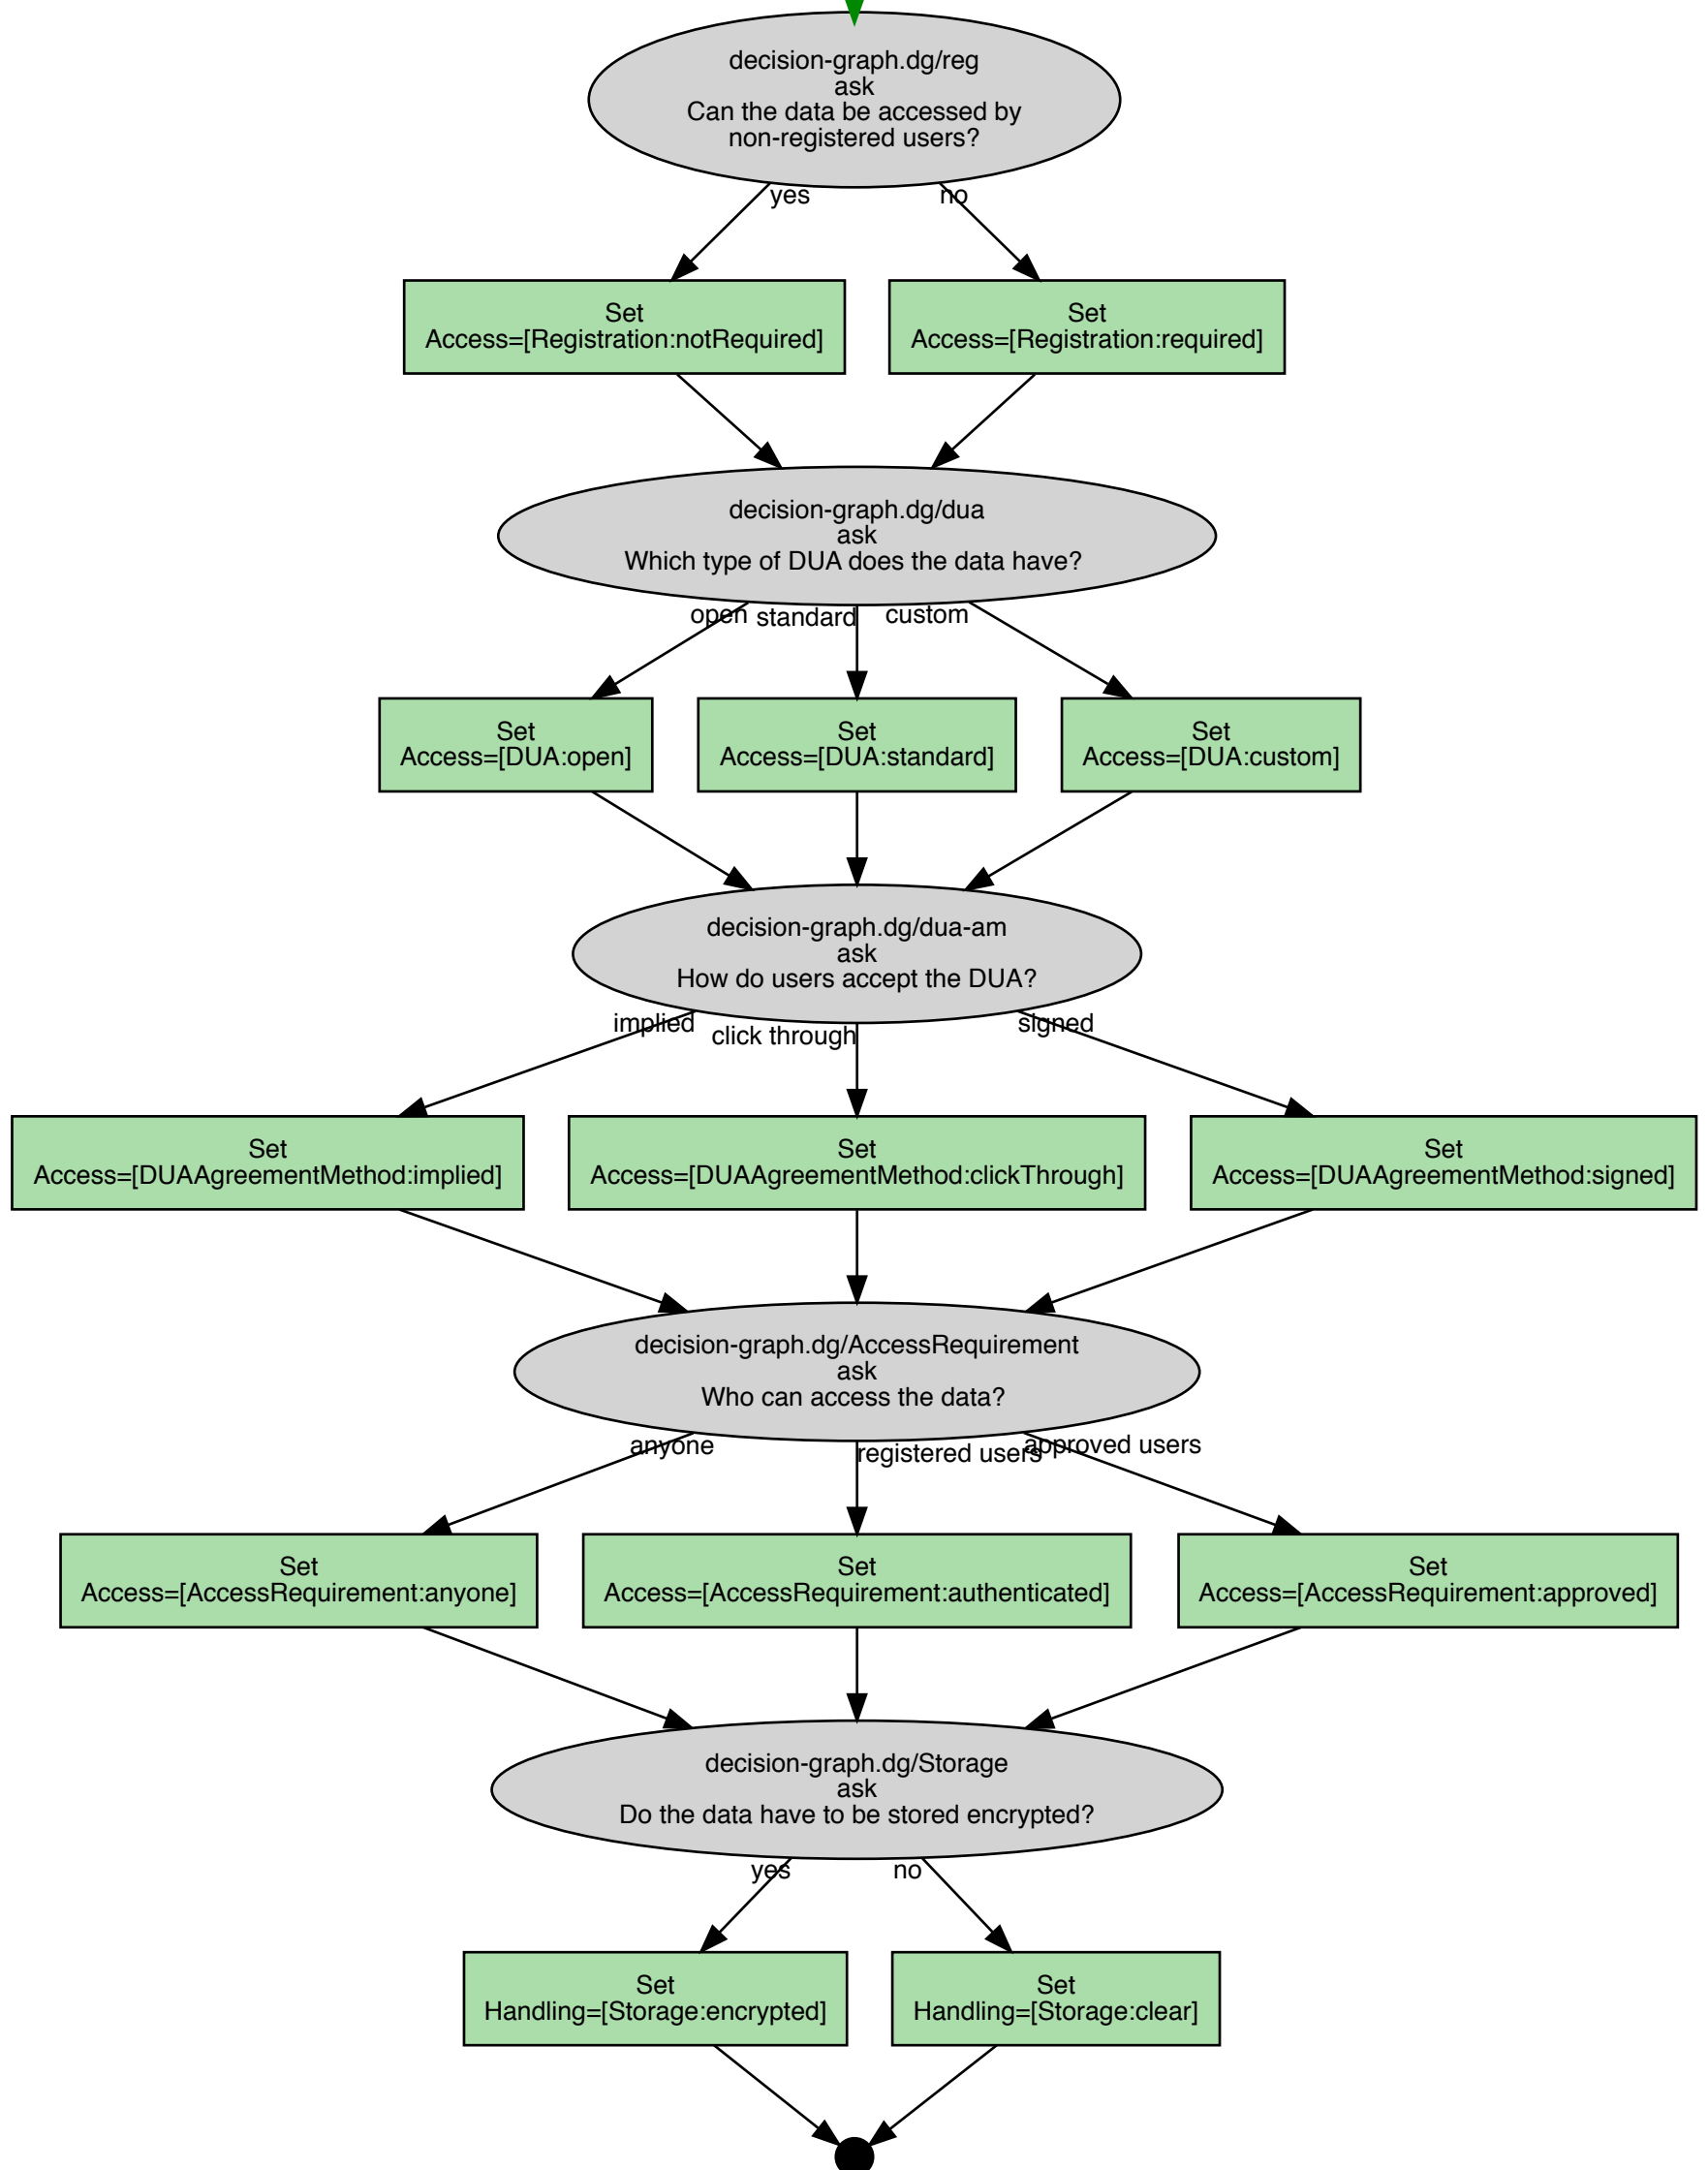 decision-graph.dg/reg
ask
Can the data be accessed by
non-registered users?
yes
no
Set
Access=[Registration:notRequired]
Set
Access=[Registration:required]
decision-graph.dg/dua
ask
Which type of DUA does the data have?
open
standard
custom
Set
Access=[DUA:open]
Set
Access=[DUA:standard]
Set
Access=[DUA:custom]
decision-graph.dg/dua-am
ask
How do users accept the DUA?
implied
click through
signed
Set
Access=[DUAAgreementMethod:implied]
Set
Access=[DUAAgreementMethod:clickThrough]
Set
Access=[DUAAgreementMethod:signed]
decision-graph.dg/AccessRequirement
ask
Who can access the data?
anyone
registered users
approved users
Set
Access=[AccessRequirement:anyone]
Set
Access=[AccessRequirement:authenticated]
Set
Access=[AccessRequirement:approved]
decision-graph.dg/Storage
ask
Do the data have to be stored encrypted?
yes
no
Set
Handling=[Storage:encrypted]
Set
Handling=[Storage:clear]